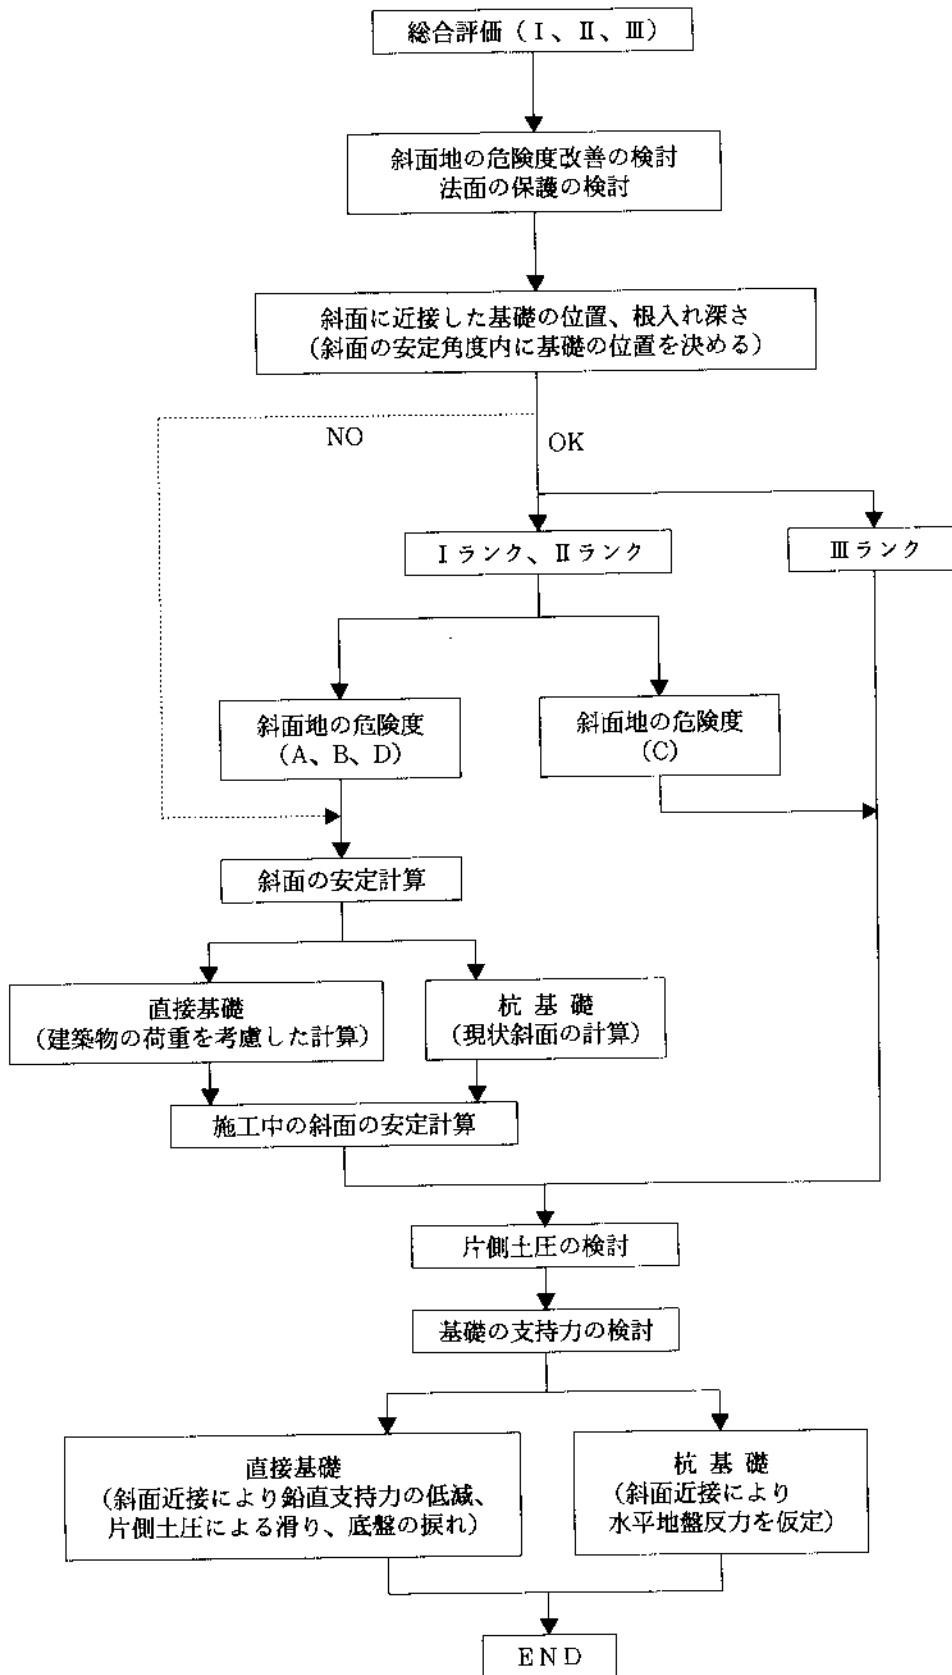 総合評価（Ⅰ、Ⅱ、Ⅲ）
斜面地の危険度改善の検討
法面の保護の検討
斜面に近接した基礎の位置、根入れ深さ
（斜面の安定角度内に基礎の位置を決める）
NO
OK
Ⅰランク、Ⅱランク
Ⅲランク
斜面地の危険度
（A、B、D）
斜面地の危険度
（C）
斜面の安定計算
直接基礎
（建築物の荷重を考慮した計算）
杭 基 礎
（現状斜面の計算）
施工中の斜面の安定計算
片側土圧の検討
基礎の支持力の検討
直接基礎
（斜面近接により鉛直支持力の低減、
片側土圧による滑り、底盤の捩れ）
杭 基 礎
（斜面近接により
水平地盤反力を仮定）
END